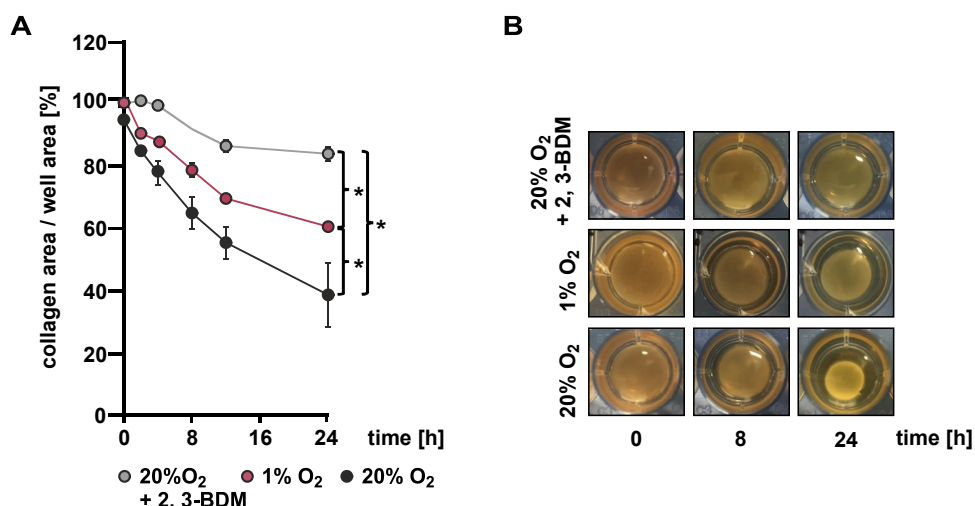 A
120
100
80
60
40
20
0
collagen area / well area [%]
*
*
*
0 8 16 24 time [h]
20%O₂ 1% O₂ 20% O₂
+ 2, 3-BDM
B
20% O₂
+ 2, 3-BDM
1% O₂
20% O₂
0 8 24 time [h]